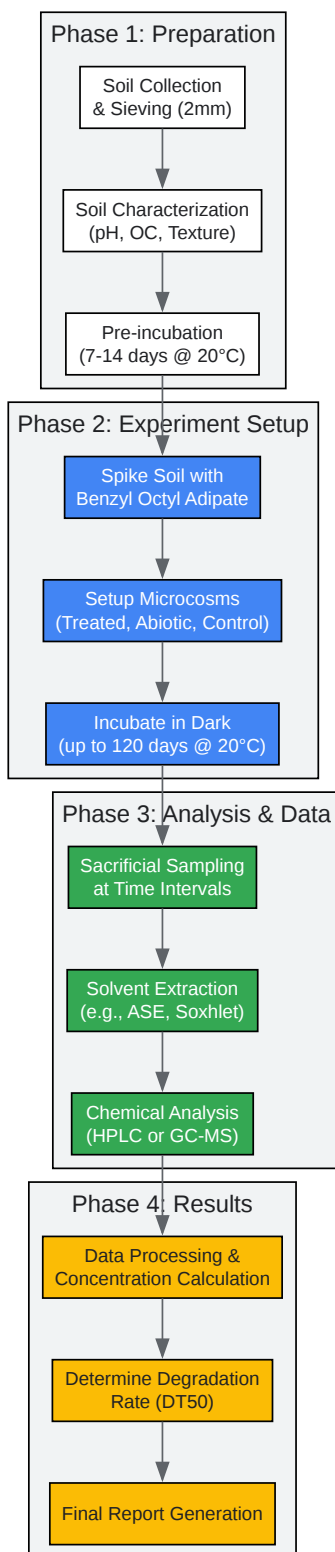 Phase 1: Preparation
Soil Collection
& Sieving (2mm)
Soil Characterization
(pH, OC, Texture)
Pre-incubation
(7-14 days @ 20°C)
Phase 2: Experiment Setup
Spike Soil with
Benzyl Octyl Adipate
Setup Microcosms
(Treated, Abiotic, Control)
Incubate in Dark
(up to 120 days @ 20°C)
Phase 3: Analysis & Data
Sacrificial Sampling
at Time Intervals
Solvent Extraction
(e.g., ASE, Soxhlet)
Chemical Analysis
(HPLC or GC-MS)
Phase 4: Results
Data Processing &
Concentration Calculation
Determine Degradation
Rate (DT50)
Final Report Generation